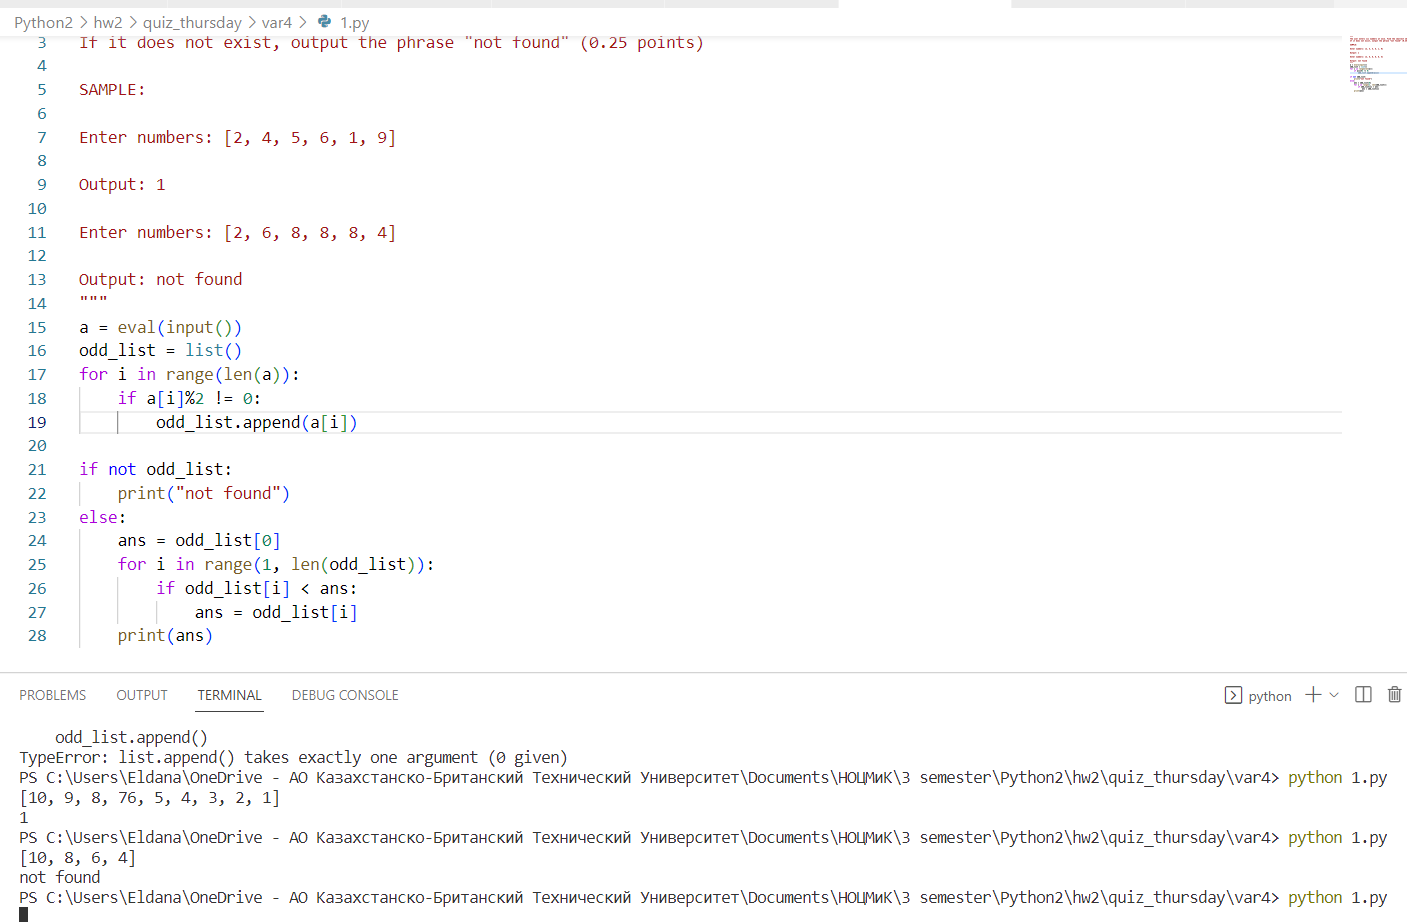 Python2 > hw2 > quiz_thursday > var4 > 1.py
3 If it does not exist, output the phrase "not found" (0.25 points)
4
5 SAMPLE:
6
7 Enter numbers: [2, 4, 5, 6, 1, 9]
8
9 Output: 1
10
11 Enter numbers: [2, 6, 8, 8, 8, 4]
12
13 Output: not found
14 """
15 a = eval(input())
16 odd_list = list()
17 for i in range(len(a)):
18     if a[i]%2 != 0:
19         odd_list.append(a[i])
20
21 if not odd_list:
22     print("not found")
23 else:
24     ans = odd_list[0]
25     for i in range(1, len(odd_list)):
26         if odd_list[i] < ans:
27             ans = odd_list[i]
28     print(ans)
PROBLEMS OUTPUT TERMINAL DEBUG CONSOLE python
odd_list.append()
TypeError: list.append() takes exactly one argument (0 given)
PS C:\Users\Eldana\OneDrive - АО Казахстанско-Британский Технический Университет\Documents\НОЦМиК\3 semester\Python2\hw2\quiz_thursday\var4> python 1.py
[10, 9, 8, 76, 5, 4, 3, 2, 1]
1
PS C:\Users\Eldana\OneDrive - АО Казахстанско-Британский Технический Университет\Documents\НОЦМиК\3 semester\Python2\hw2\quiz_thursday\var4> python 1.py
[10, 8, 6, 4]
not found
PS C:\Users\Eldana\OneDrive - АО Казахстанско-Британский Технический Университет\Documents\НОЦМиК\3 semester\Python2\hw2\quiz_thursday\var4> python 1.py